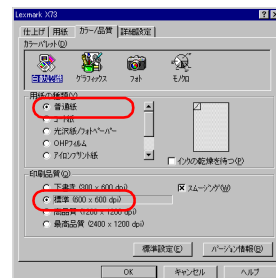 Lexmark X73
仕上げ 用紙 カラー/品質 詳細設定
カラーパレット(D)
自動検知 グラフィックス フォト モノクロ
用紙の種類(Y)
普通紙
コート紙
光沢紙/フォトペーパー
OHPフィルム
アイロンプリント紙
インクの乾燥を待つ(P)
印刷品質(Q)
下書き (300 x 600 dpi)
スムージング(W)
標準 (600 x 600 dpi)
高品質 (1200 x 1200 dpi)
最高品質 (2400 x 1200 dpi)
標準設定(E) バージョン情報(B)
OK キャンセル ヘルプ